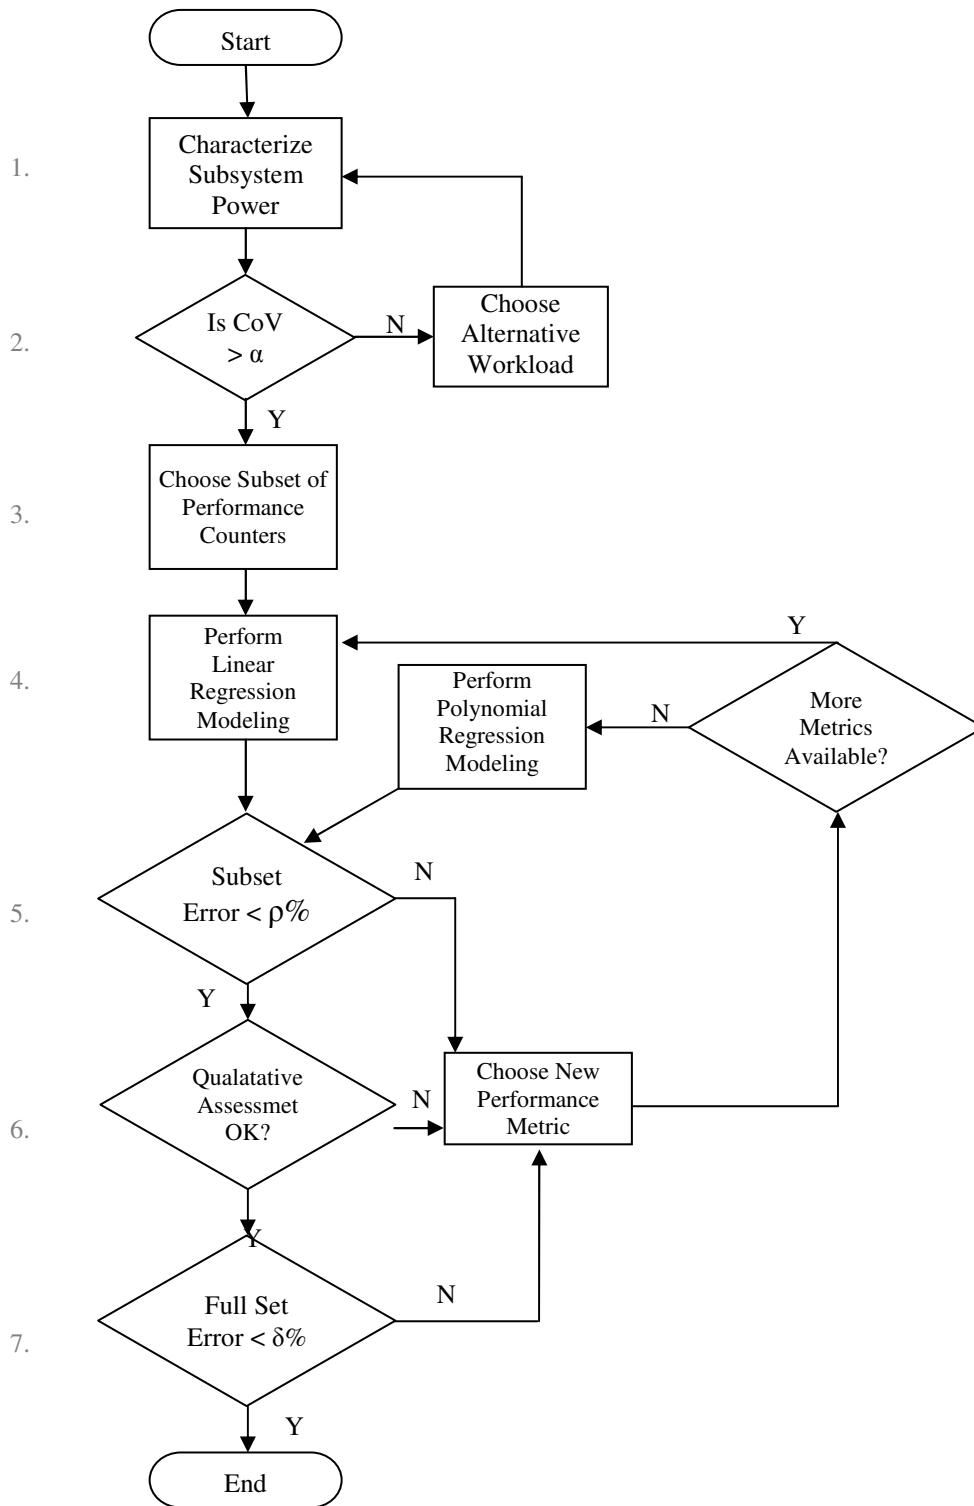 Start
1.
Characterize
Subsystem
Power
2.
Is CoV
> α
N
Choose
Alternative
Workload
Y
3.
Choose Subset of
Performance
Counters
4.
Perform
Linear
Regression
Modeling
Y
Perform
Polynomial
Regression
Modeling
N
More
Metrics
Available?
5.
Subset
Error < ρ%
N
Y
6.
Qualatative
Assessmet
OK?
N
Choose New
Performance
Metric
Y
7.
Full Set
Error < δ%
N
Y
End